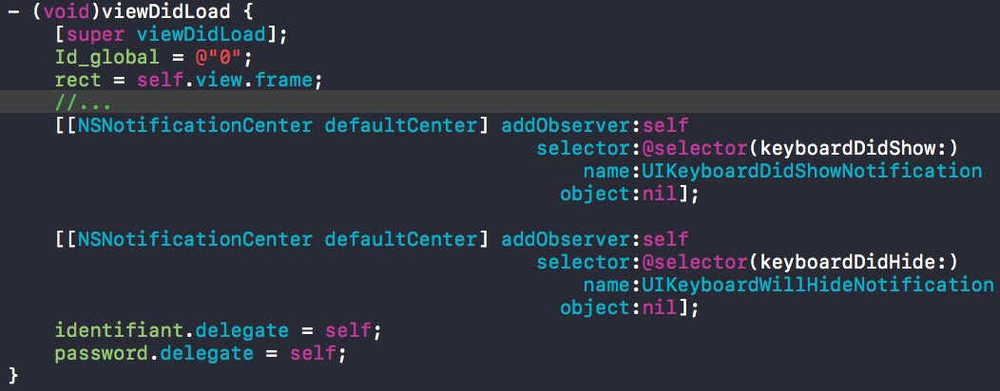 - (void)viewDidLoad {
    [super viewDidLoad];
    Id_global = @"0";
    rect = self.view.frame;
    //...
    [[NSNotificationCenter defaultCenter] addObserver:self
                                             selector:@selector(keyboardDidShow:)
                                                 name:UIKeyboardDidShowNotification
                                               object:nil];

    [[NSNotificationCenter defaultCenter] addObserver:self
                                             selector:@selector(keyboardDidHide:)
                                                 name:UIKeyboardWillHideNotification
                                               object:nil];
    identifiant.delegate = self;
    password.delegate = self;
}